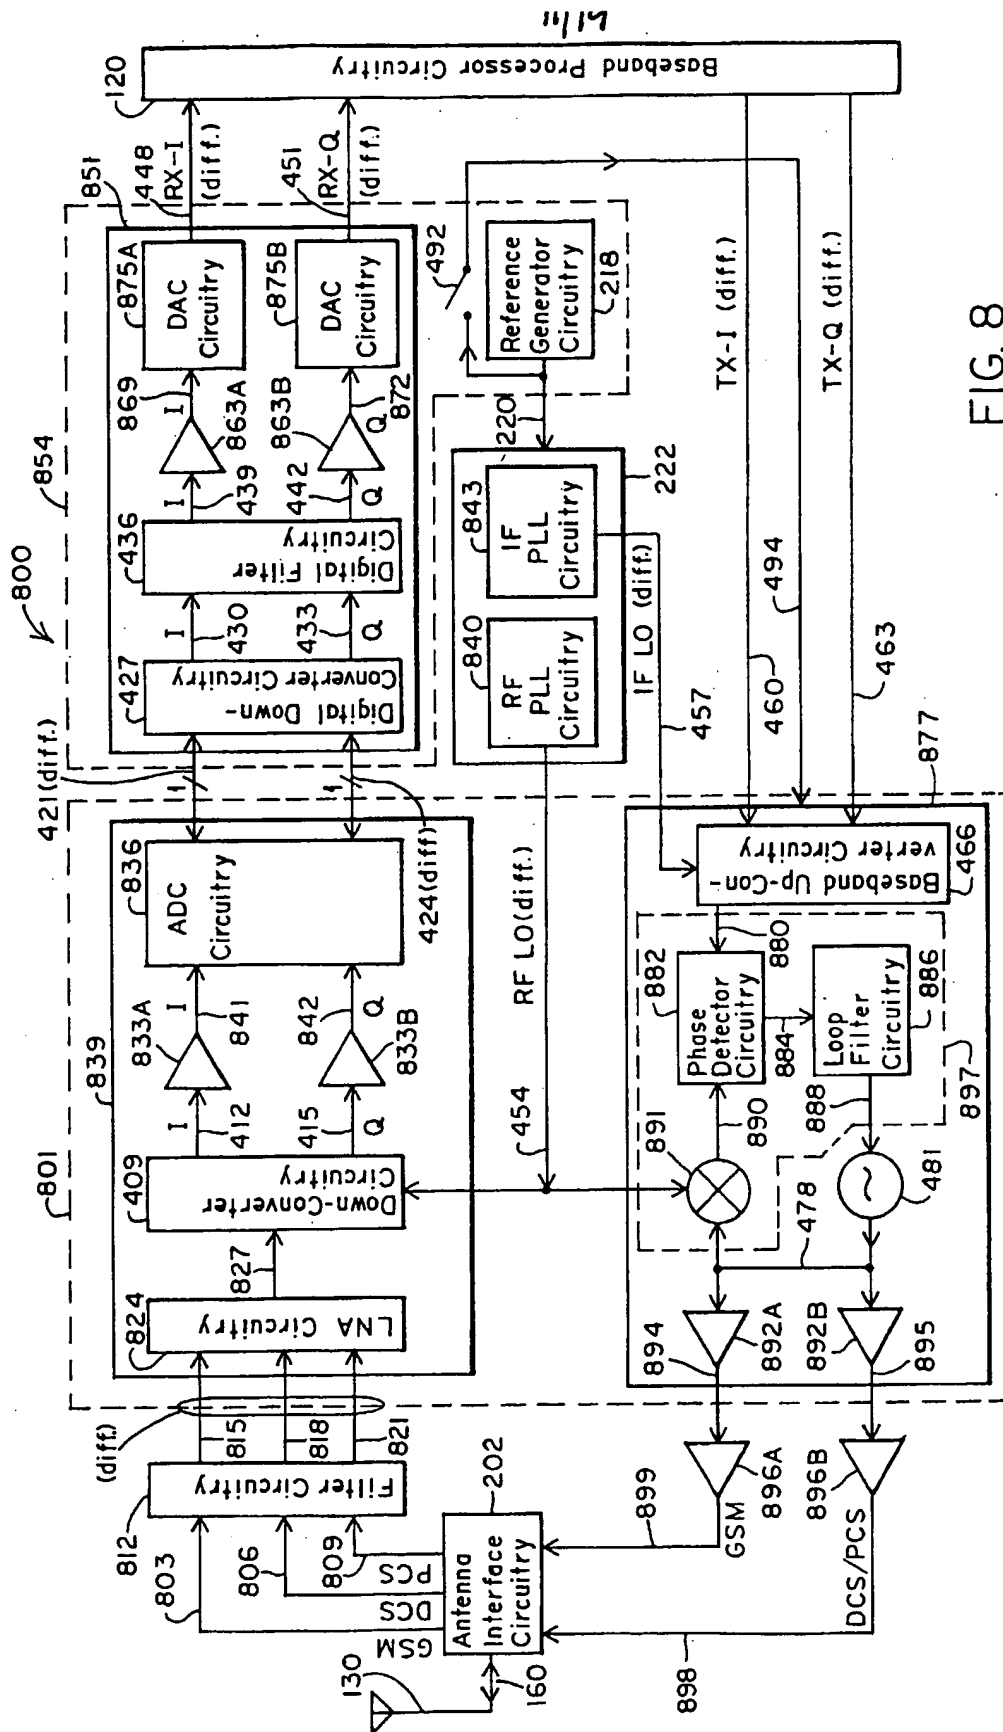 11/19
800
854
851
120
Baseband Processor Circuitry
448
RX-I
(diff.)
451
RX-Q
(diff.)
875A
DAC
Circuitry
875B
DAC
Circuitry
869
I
863A
863B
Q
872
I
439
442
Q
436
Digital Filter
Circuitry
I
430
433
Q
427
Digital Down-
Converter Circuitry
421 (diff.)
1
1
424 (diff)
492
Reference
Generator
Circuitry
218
220
222
843
IF
PLL
Circuitry
840
RF
PLL
Circuitry
IF LO (diff.)
457
RF LO (diff.)
454
TX-I (diff.)
TX-Q (diff.)
460
494
463
801
839
836
ADC
Circuitry
833A
I
841
842
Q
833B
I
412
415
Q
409
Down-Converter
Circuitry
827
824
LNA Circuitry
(diff.)
815
818
821
812
Filter Circuitry
803
806
809
GSM
DCS
PCS
202
Antenna
Interface
Circuitry
130
160
877
Baseband Up-Con-
verter Circuitry
466
880
882
Phase
Detector
Circuitry
884
Loop
Filter
Circuitry
886
888
890
891
897
481
478
892A
892B
894
895
896A
896B
899
GSM
DCS/PCS
898
FIG. 8